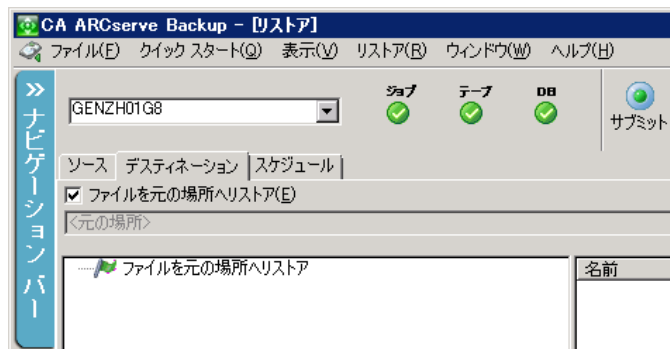 CA ARCserve Backup - [リストア]
ファイル(F) クイック スタート(Q) 表示(V) リストア(R) ウィンドウ(W) ヘルプ(H)
>>
ナビゲーション バー
GENZH01G8
ジョブ テープ DB
サブミット
ソース デスティネーション スケジュール
ファイルを元の場所へリストア(E)
<元の場所>
ファイルを元の場所へリストア
名前